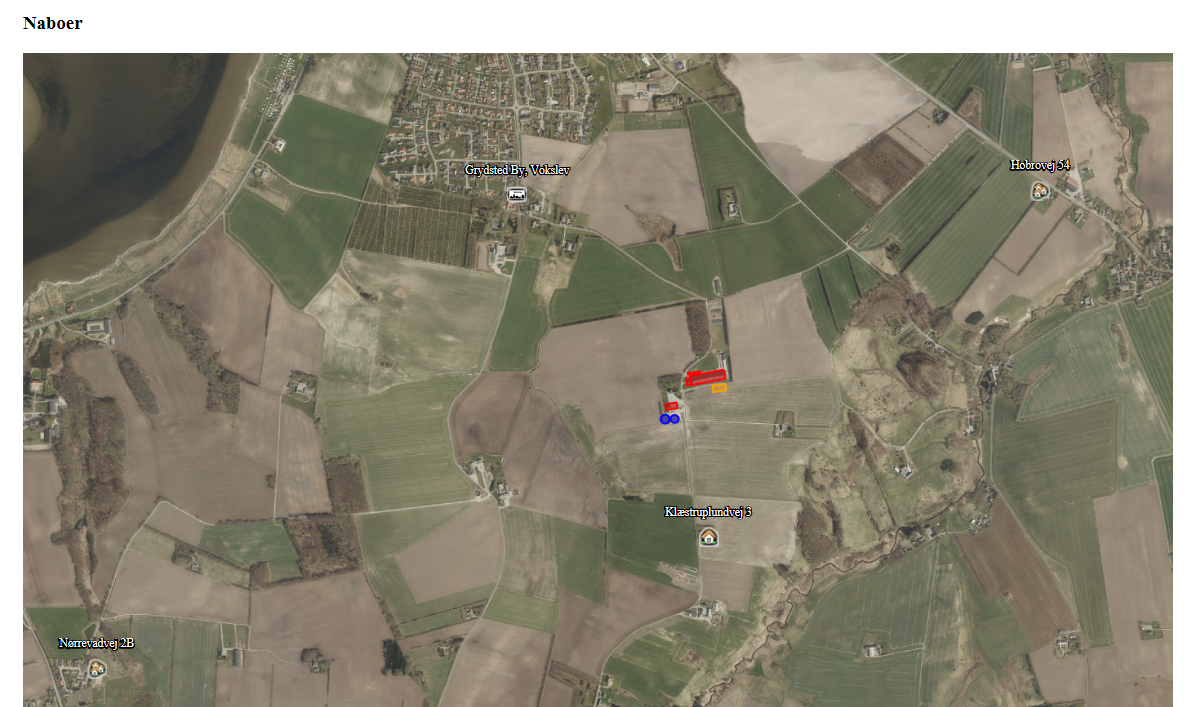 Naboer
Grydsted By, Vokslev
Hobrovej 54
Klæstruplundvej 3
Nørrevadvej 2B